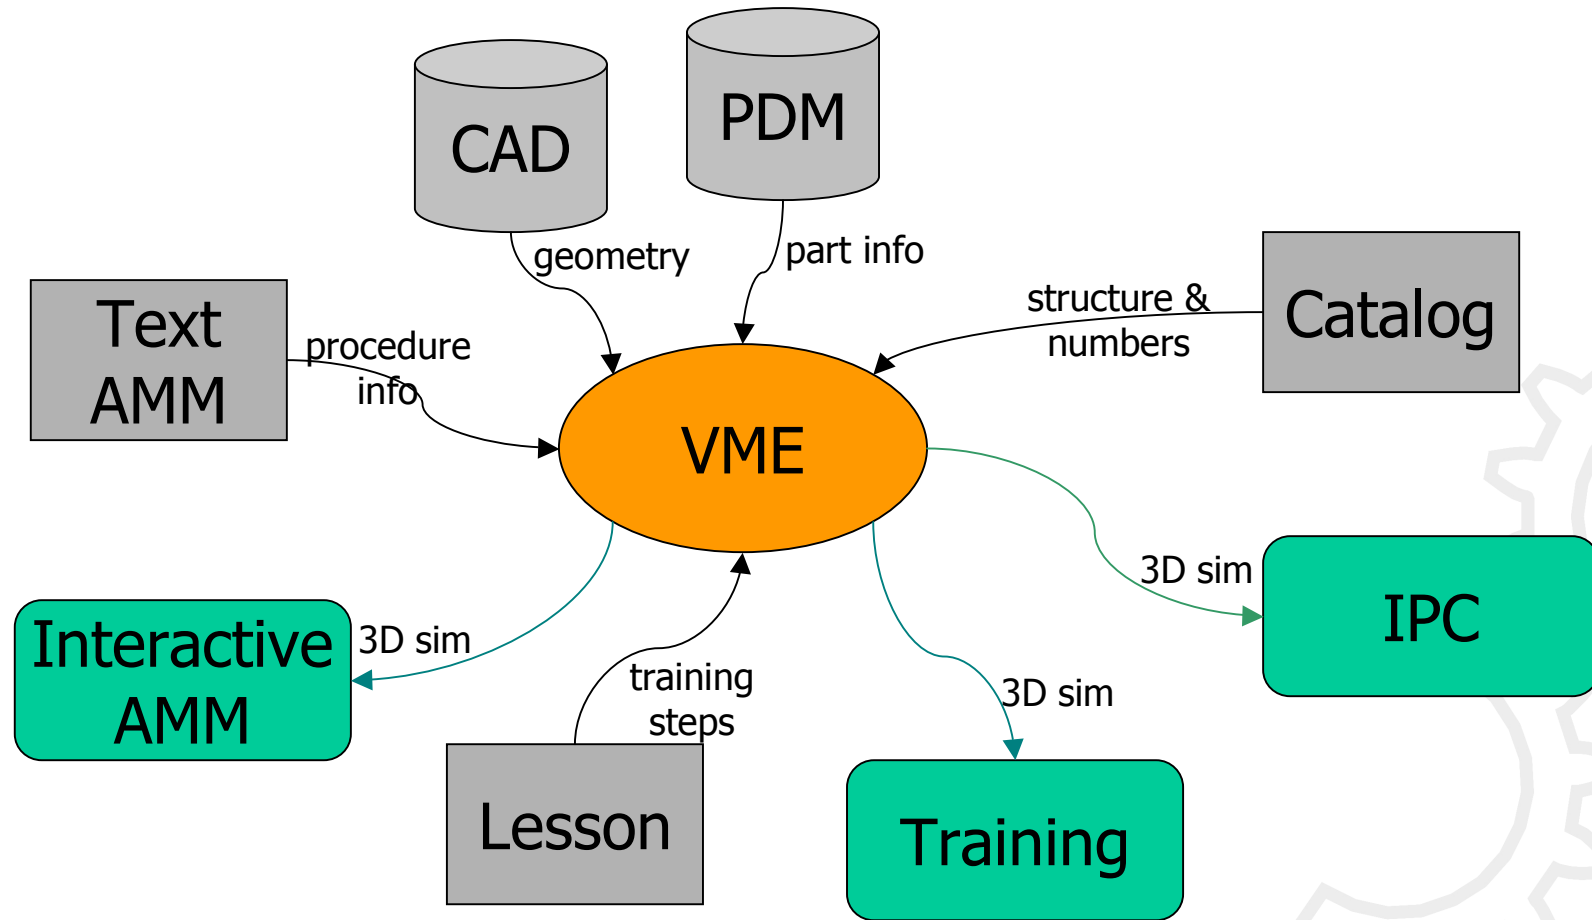 PDM
CAD
geometry
part info
structure &
numbers
Catalog
Text
AMM
procedure
info
VME
3D sim
IPC
Interactive
AMM
3D sim
training
steps
3D sim
Lesson
Training